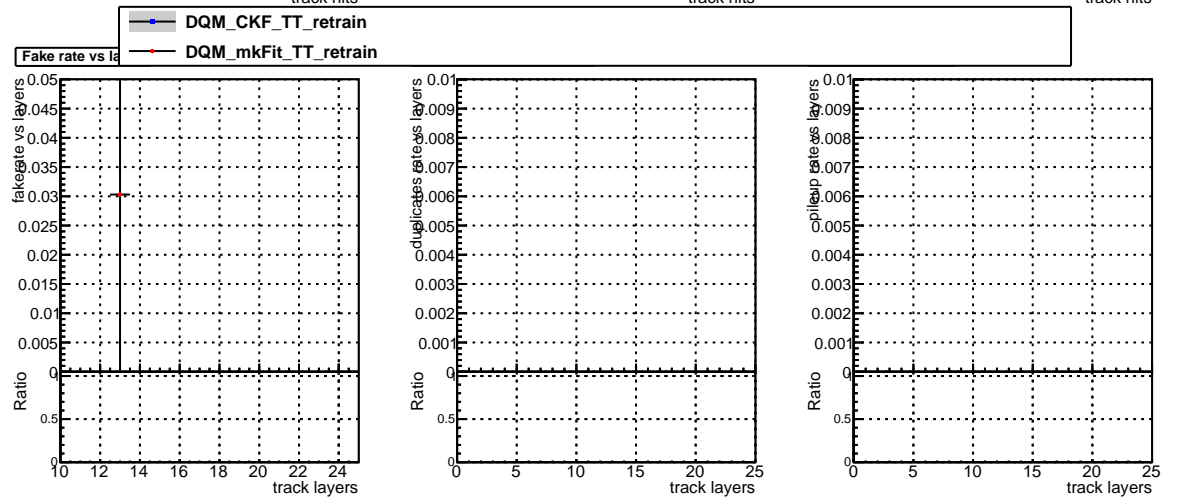 track hits
track hits
track hits
DQM_CKF_TT_retrain
DQM_mkFit_TT_retrain
Fake rate vs la
fakerate vs layers
0.05
0.045
0.04
0.035
0.03
0.025
0.02
0.015
0.01
0.005
0
Ratio
1
0.5
0
10 12 14 16 18 20 22 24
track layers
duplicates rate vs layers
0.01
0.009
0.008
0.007
0.006
0.005
0.004
0.003
0.002
0.001
0
Ratio
1
0.5
0
0 5 10 15 20 25
track layers
pileup rate vs layers
0.01
0.009
0.008
0.007
0.006
0.005
0.004
0.003
0.002
0.001
0
Ratio
1
0.5
0
0 5 10 15 20 25
track layers